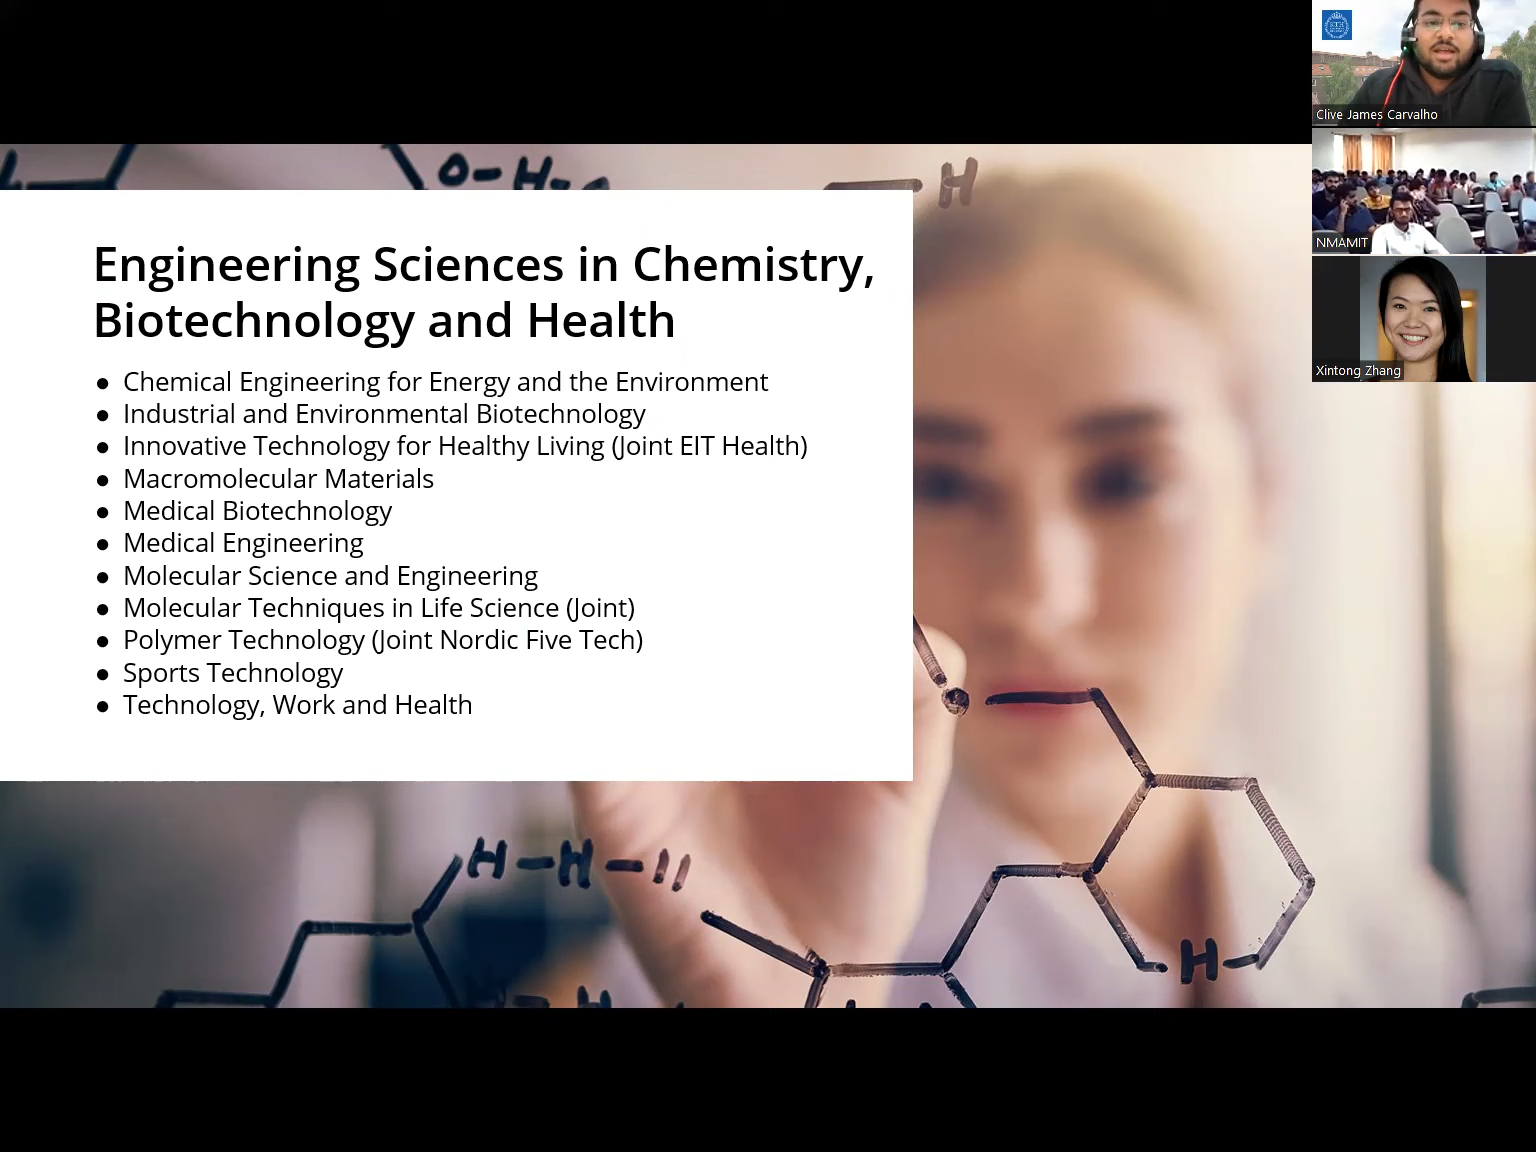 O-H-
H
Engineering Sciences in Chemistry,
Biotechnology and Health
● Chemical Engineering for Energy and the Environment
● Industrial and Environmental Biotechnology
● Innovative Technology for Healthy Living (Joint EIT Health)
● Macromolecular Materials
● Medical Biotechnology
● Medical Engineering
● Molecular Science and Engineering
● Molecular Techniques in Life Science (Joint)
● Polymer Technology (Joint Nordic Five Tech)
● Sports Technology
● Technology, Work and Health
H-H-11
H-
KTH
Clive James Carvalho
NMAMIT
Xintong Zhang